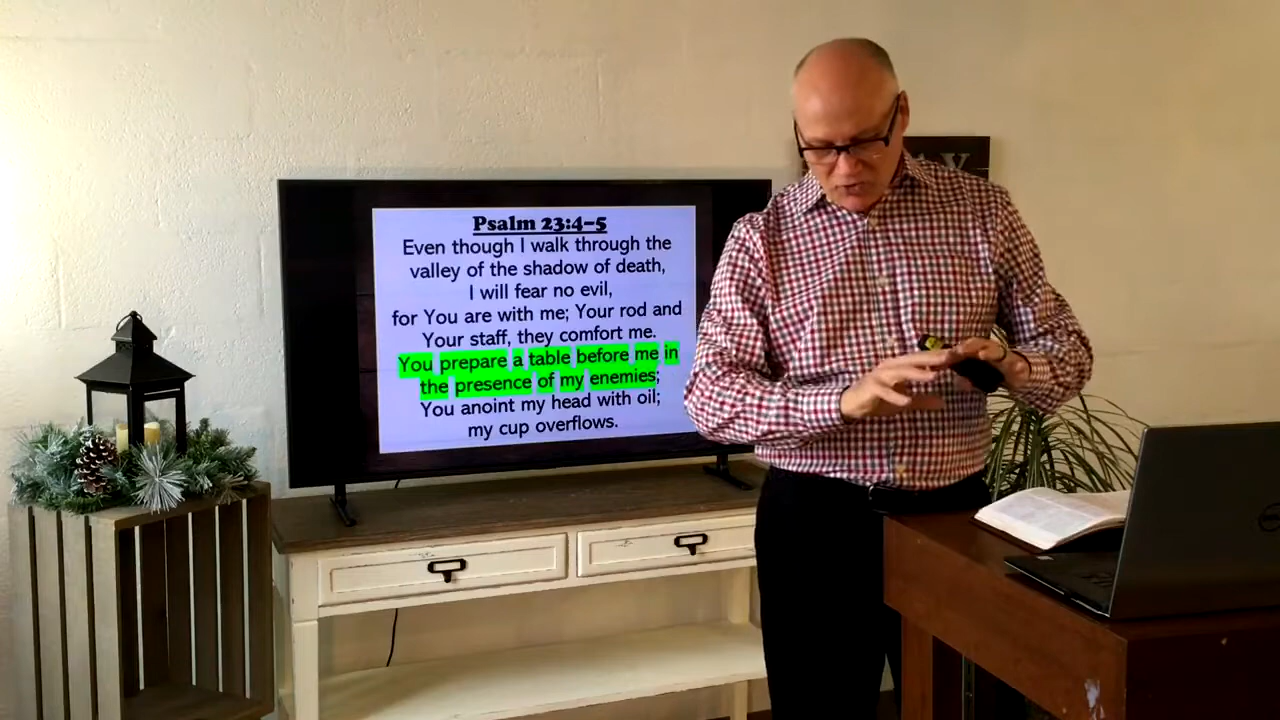 Psalm 23:4–5
Even though I walk through the
valley of the shadow of death,
I will fear no evil,
for You are with me; Your rod and
Your staff, they comfort me.
You prepare a table before me in
the presence of my enemies;
You anoint my head with oil;
my cup overflows.